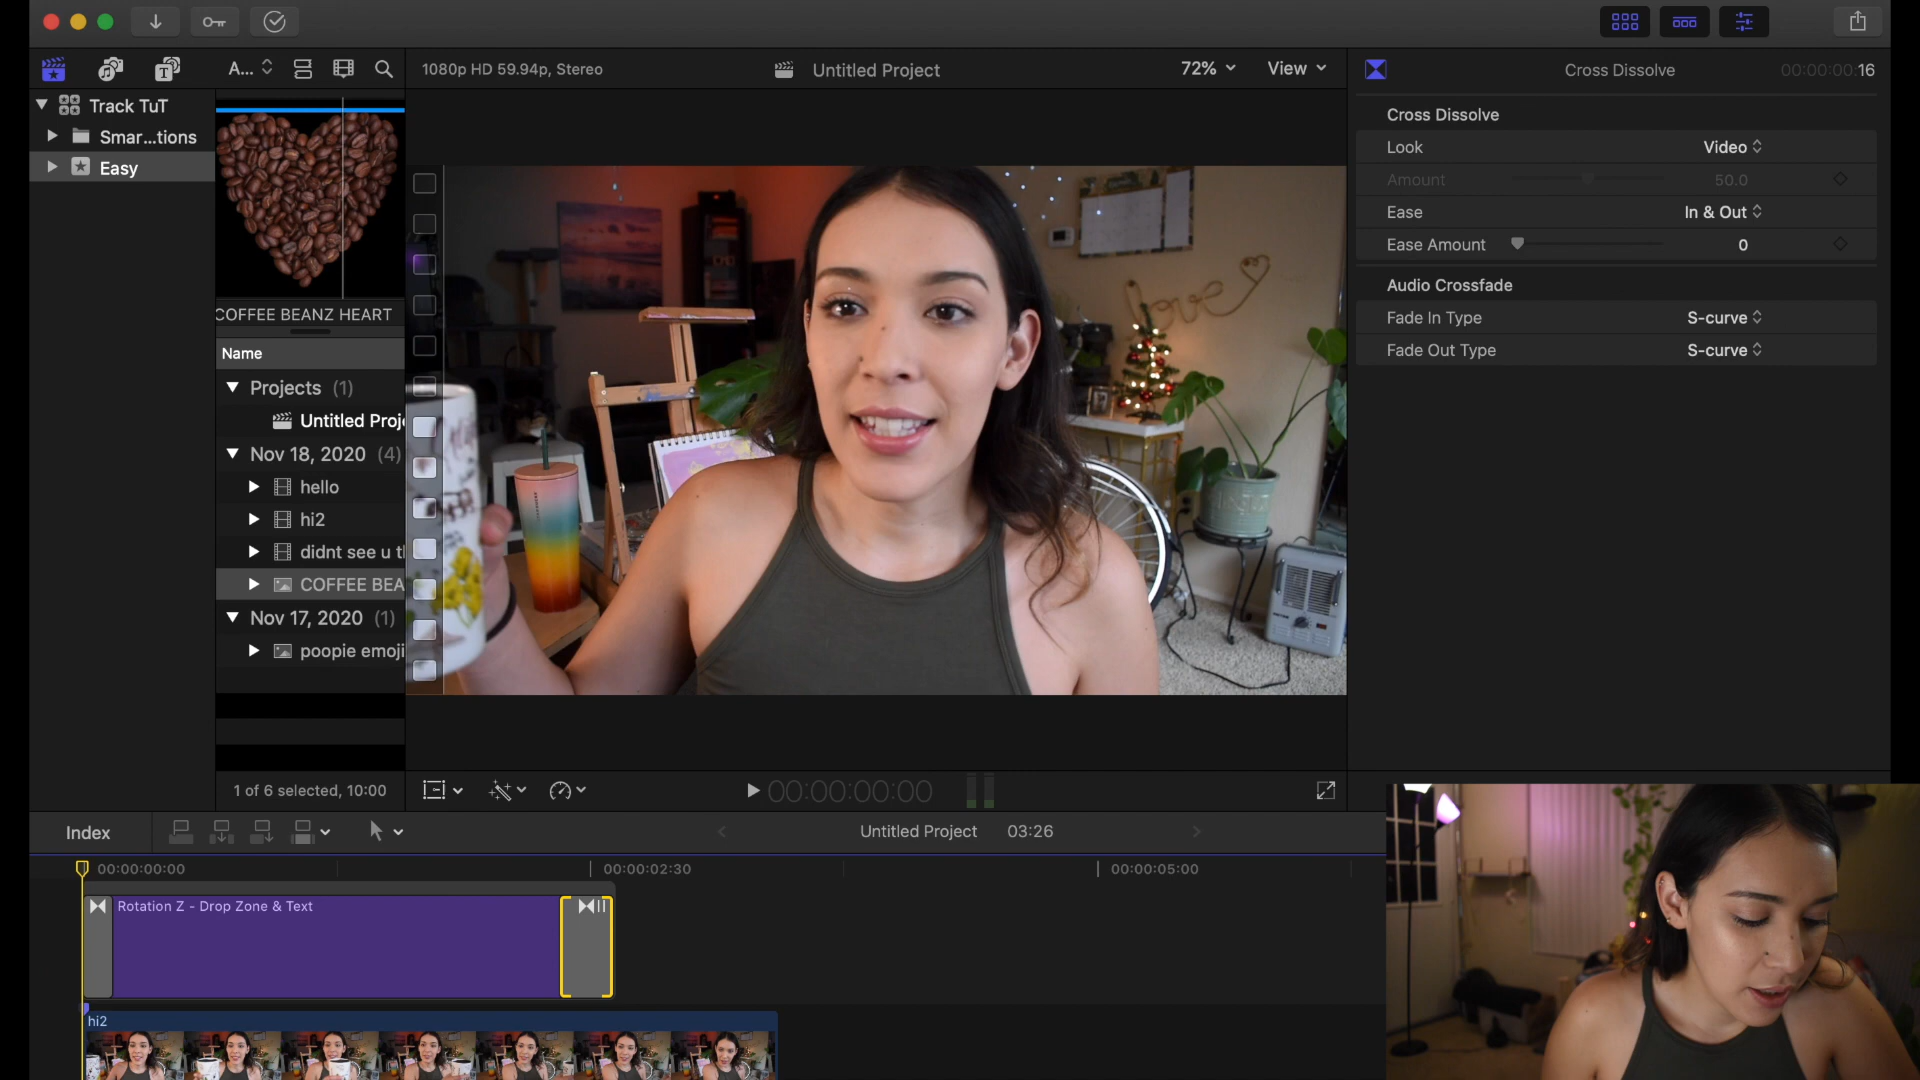 A...
1080p HD 59.94p, Stereo
Untitled Project
72%
View
Cross Dissolve
00:00:00:00:16
Track TuT
Smar...tions
Easy
COFFEE BEANZ HEART
Name
Projects (1)
Untitled Proj
Nov 18, 2020 (4)
hello
hi2
didnt see u t
COFFEE BEA
Nov 17, 2020 (1)
poopie emoji
1 of 6 selected, 10:00
love
Cross Dissolve
Look Video
Amount 50.0
Ease In & Out
Ease Amount 0
Audio Crossfade
Fade In Type S-curve
Fade Out Type S-curve
00:00:00:00
Index
Untitled Project 03:26
00:00:00:00
00:00:02:30
00:00:05:00
Rotation Z - Drop Zone & Text
hi2